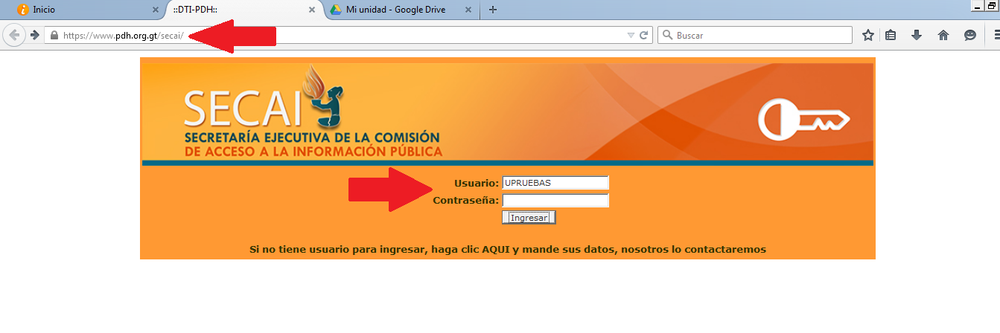 Inicio
::DTI-PDH::
Mi unidad - Google Drive
https://www.pdh.org.gt/secai/
Buscar
SECAI
SECRETARÍA EJECUTIVA DE LA COMISIÓN
DE ACCESO A LA INFORMACIÓN PÚBLICA
Usuario: UPRUEBAS
Contraseña:
Ingresar
Si no tiene usuario para ingresar, haga clic AQUI y mande sus datos, nosotros lo contactaremos